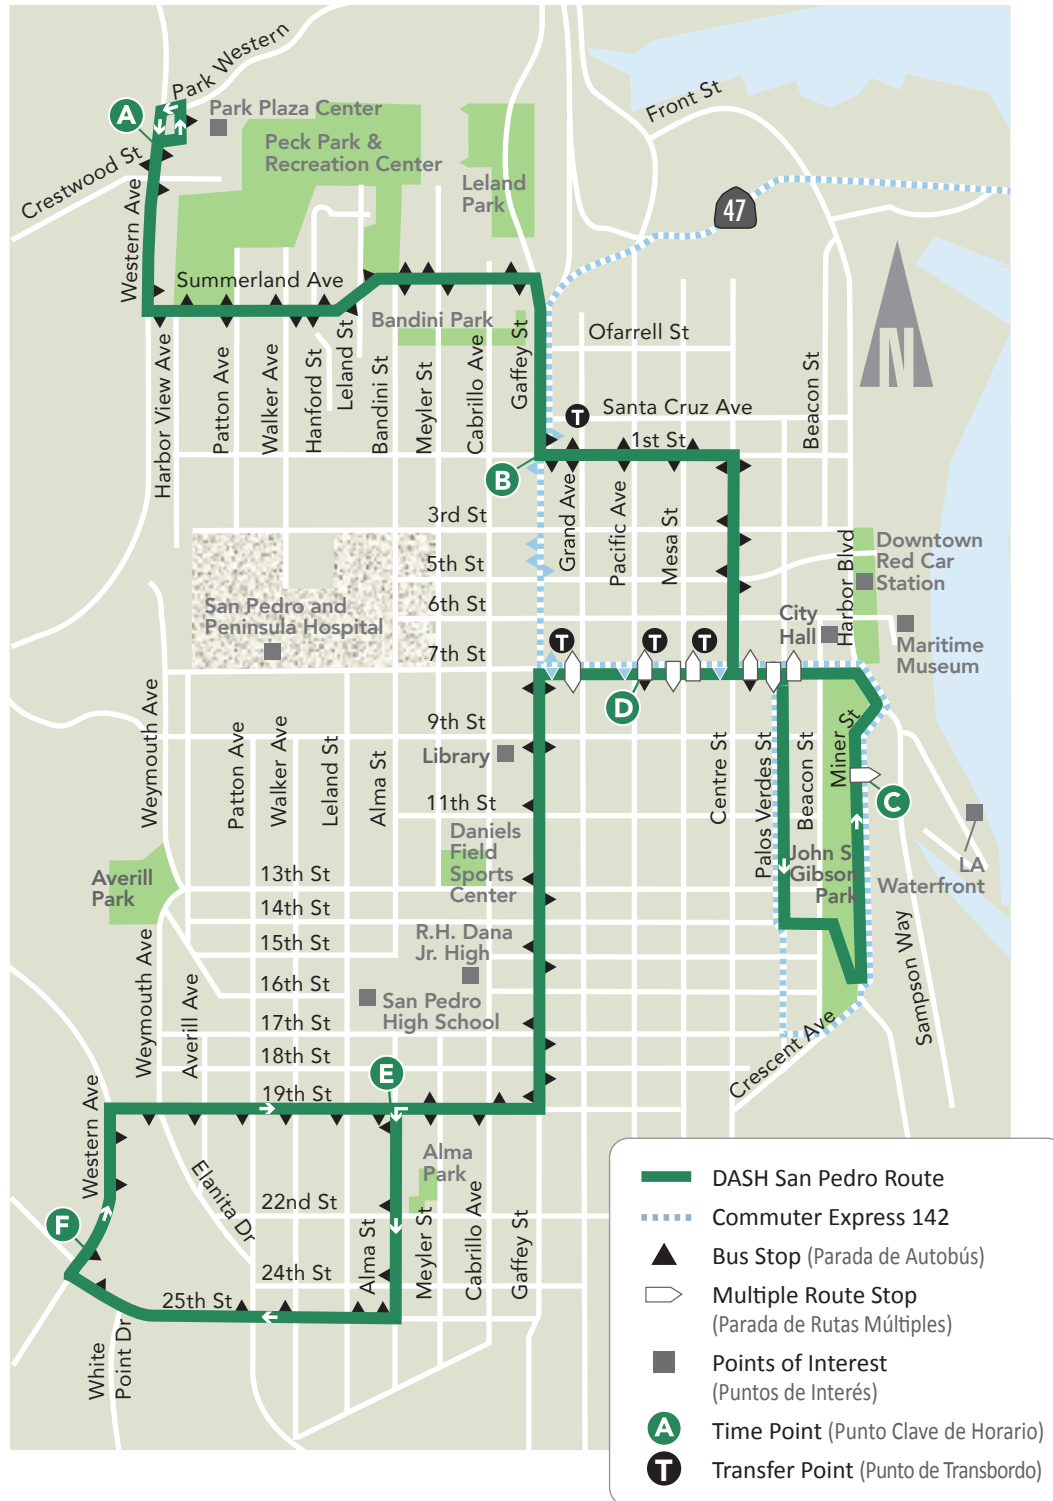 Park Western
A
Park Plaza Center
Peck Park &
Recreation Center
Leland
Park
Front St
Crestwood St
47
Western Ave
Summerland Ave
Bandini Park
Ofarrell St
N
Harbor View Ave
Patton Ave
Walker Ave
Hanford St
Leland St
Bandini St
Meyler St
Cabrillo Ave
Gaffey St
Beacon St
T
Santa Cruz Ave
1st St
B
Grand Ave
Pacific Ave
Mesa St
3rd St
5th St
6th St
7th St
Harbor Blvd
Downtown
Red Car
Station
San Pedro and
Peninsula Hospital
City
Hall
Maritime
Museum
T
T
T
D
Weymouth Ave
Patton Ave
Walker Ave
Leland St
Alma St
9th St
Library
11th St
Centre St
Palos Verdes St
Beacon St
Miner St
C
Daniels
Field
Sports
Center
John S.
Gibson
Park
LA
Waterfront
Averill
Park
13th St
14th St
15th St
16th St
17th St
18th St
19th St
R.H. Dana
Jr. High
San Pedro
High School
Weymouth Ave
Averill Ave
Sampson Way
Crescent Ave
E
Western Ave
Elanita Dr
Alma
Park
22nd St
24th St
25th St
F
Alma St
Meyler St
Cabrillo Ave
Gaffey St
White
Point Dr
DASH San Pedro Route
Commuter Express 142
Bus Stop (Parada de Autobús)
Multiple Route Stop
(Parada de Rutas Múltiples)
Points of Interest
(Puntos de Interés)
A
Time Point (Punto Clave de Horario)
T
Transfer Point (Punto de Transbordo)